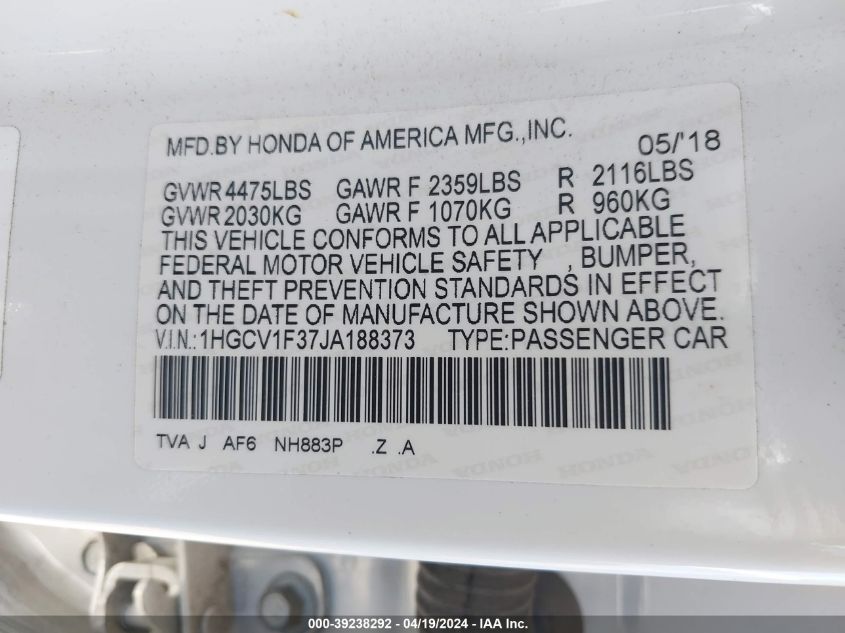 MFD.BY HONDA OF AMERICA MFG.,INC. 05/'18
GVWR 4475LBS GAWR F 2359LBS R 2116LBS
GVWR 2030KG GAWR F 1070KG R 960KG
THIS VEHICLE CONFORMS TO ALL APPLICABLE
FEDERAL MOTOR VEHICLE SAFETY , BUMPER,
AND THEFT PREVENTION STANDARDS IN EFFECT
ON THE DATE OF MANUFACTURE SHOWN ABOVE.
V.I.N.:1HGCV1F37JA188373 TYPE:PASSENGER CAR
TVA J AF6 NH883P .Z .A
000-39238292 - 04/19/2024 - IAA Inc.